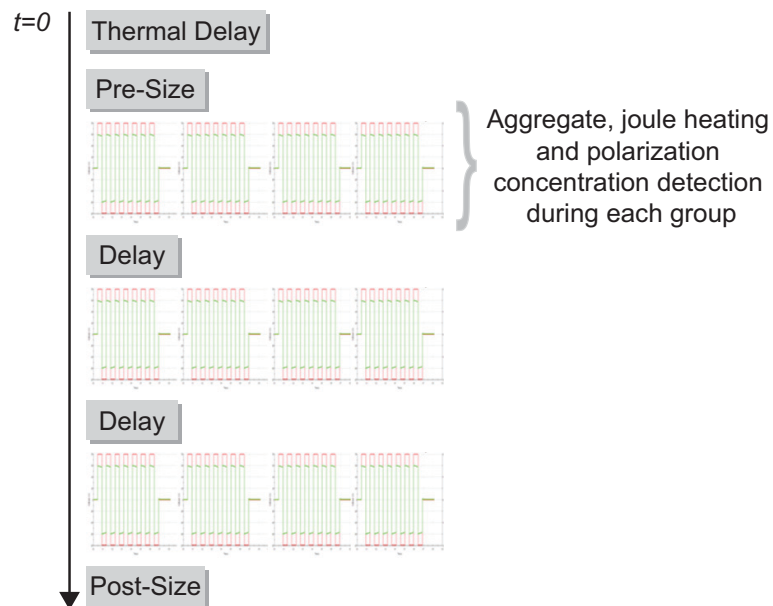 t=0
Thermal Delay
Pre-Size
Aggregate, joule heating
and polarization
concentration detection
during each group
Delay
Delay
Post-Size